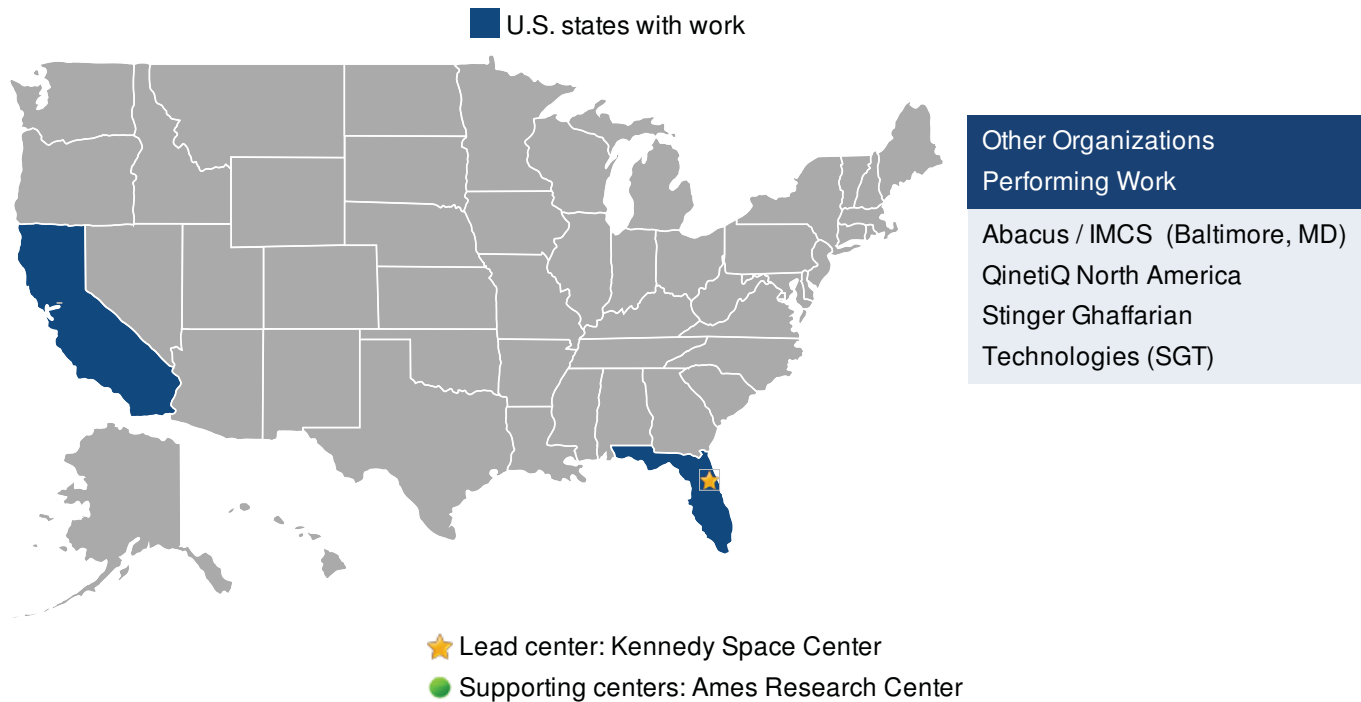 U.S. states with work
Other Organizations
Performing Work
Abacus / IMCS (Baltimore, MD)
QinetiQ North America
Stinger Ghaffarian
Technologies (SGT)
Lead center: Kennedy Space Center
Supporting centers: Ames Research Center